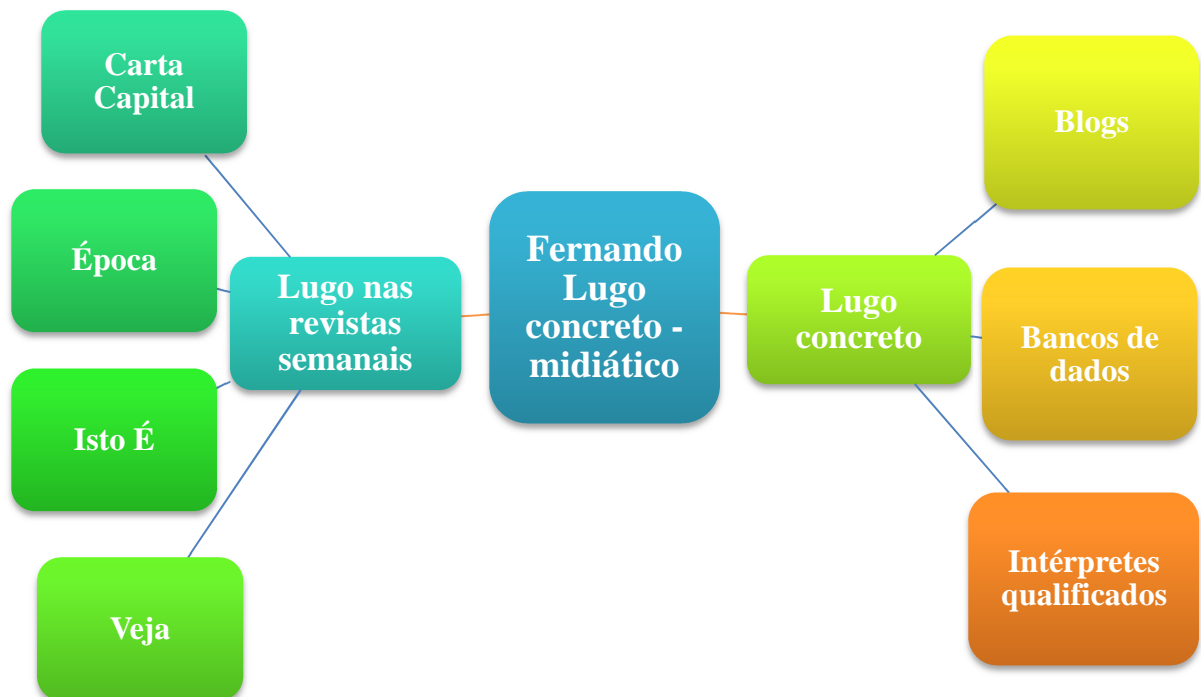 Carta
Capital
Época
Isto É
Veja
Lugo nas
revistas
semanais
Fernando
Lugo
concreto -
midiático
Lugo
concreto
Blogs
Bancos de
dados
Intérpretes
qualificados